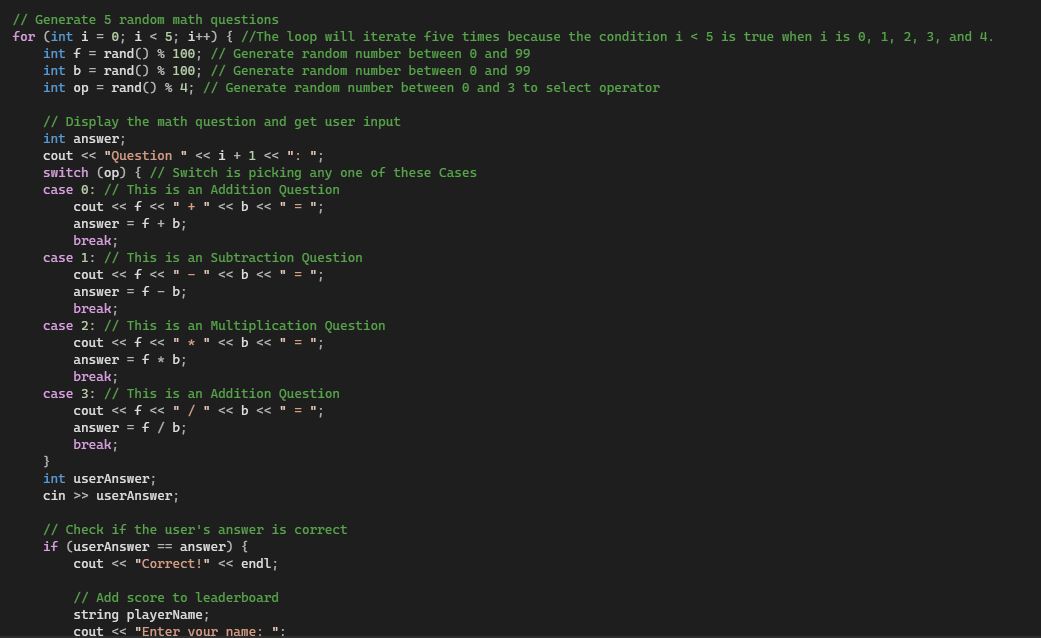 // Generate 5 random math questions
for (int i = 0; i < 5; i++) { //The loop will iterate five times because the condition i < 5 is true when i is 0, 1, 2, 3, and 4.
    int f = rand() % 100; // Generate random number between 0 and 99
    int b = rand() % 100; // Generate random number between 0 and 99
    int op = rand() % 4; // Generate random number between 0 and 3 to select operator

    // Display the math question and get user input
    int answer;
    cout << "Question " << i + 1 << ": ";
    switch (op) { // Switch is picking any one of these Cases
    case 0: // This is an Addition Question
        cout << f << " + " << b << " = ";
        answer = f + b;
        break;
    case 1: // This is an Subtraction Question
        cout << f << " - " << b << " = ";
        answer = f - b;
        break;
    case 2: // This is an Multiplication Question
        cout << f << " * " << b << " = ";
        answer = f * b;
        break;
    case 3: // This is an Addition Question
        cout << f << " / " << b << " = ";
        answer = f / b;
        break;
    }
    int userAnswer;
    cin >> userAnswer;

    // Check if the user's answer is correct
    if (userAnswer == answer) {
        cout << "Correct!" << endl;

        // Add score to leaderboard
        string playerName;
        cout << "Enter your name: ";